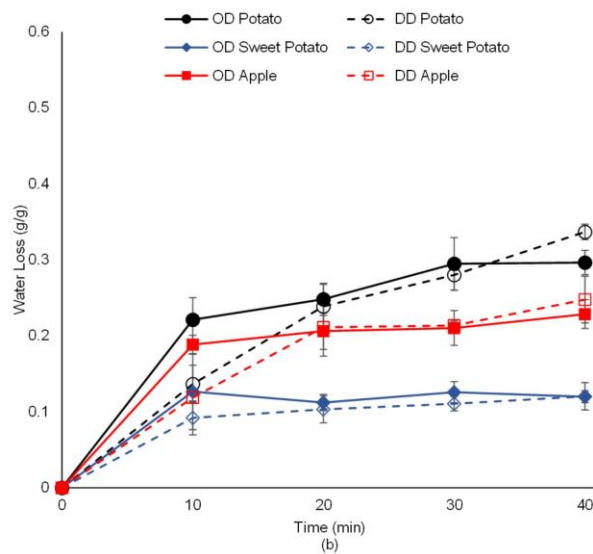 OD Potato DD Potato
OD Sweet Potato DD Sweet Potato
OD Apple DD Apple
0.6
0.5
0.4
0.3
0.2
0.1
0
Water Loss (g/g)
0 10 20 30 40
Time (min)
(b)